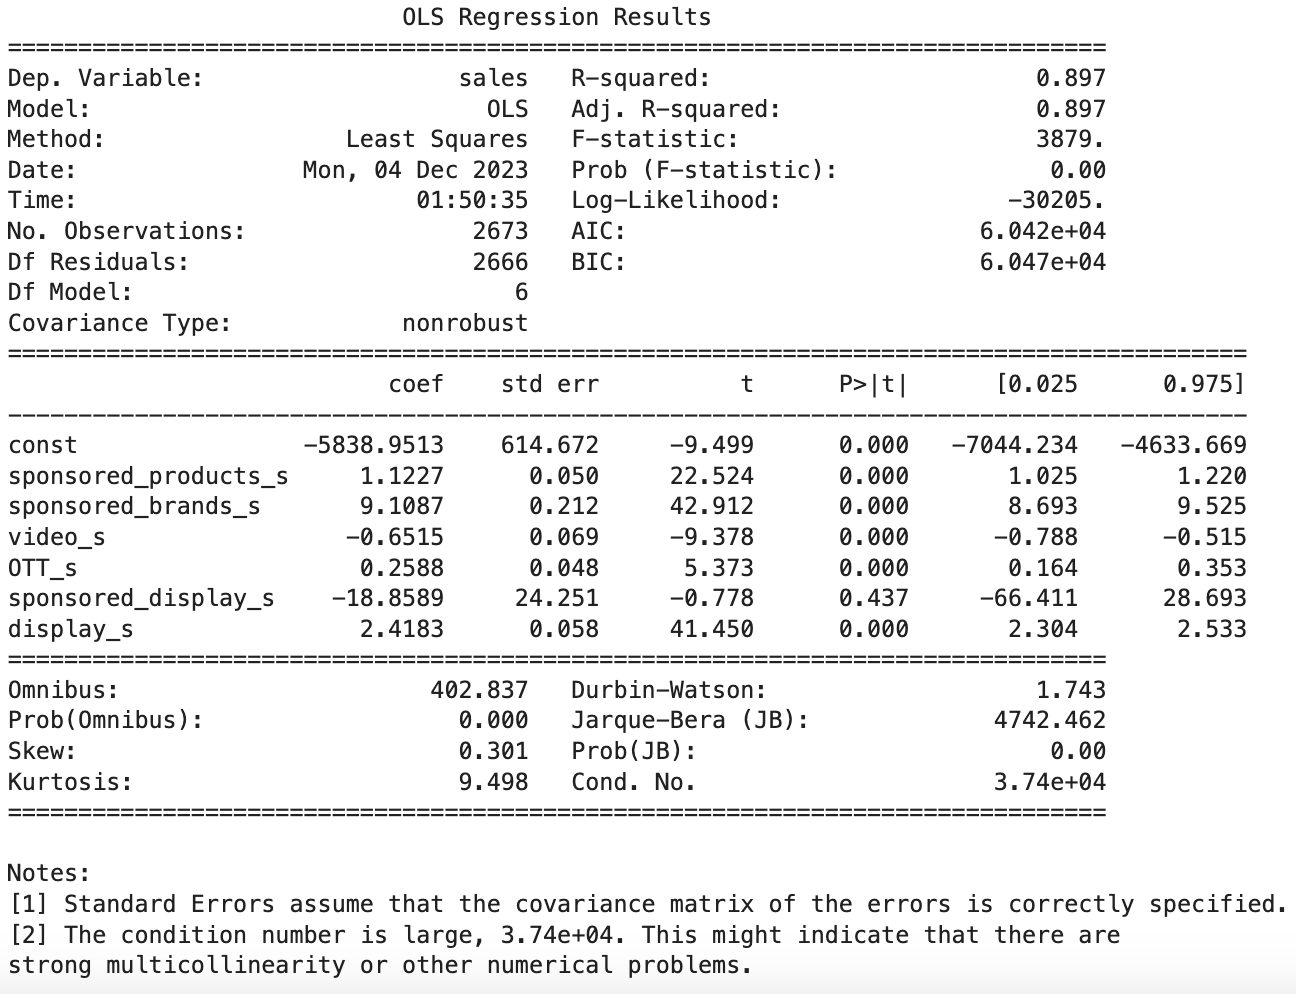 OLS Regression Results
==============================================================================
Dep. Variable: sales R-squared: 0.897
Model: OLS Adj. R-squared: 0.897
Method: Least Squares F-statistic: 3879.
Date: Mon, 04 Dec 2023 Prob (F-statistic): 0.00
Time: 01:50:35 Log-Likelihood: -30205.
No. Observations: 2673 AIC: 6.042e+04
Df Residuals: 2666 BIC: 6.047e+04
Df Model: 6
Covariance Type: nonrobust
========================================================================================
coef std err t P>|t| [0.025 0.975]
----------------------------------------------------------------------------------------
const -5838.9513 614.672 -9.499 0.000 -7044.234 -4633.669
sponsored_products_s 1.1227 0.050 22.524 0.000 1.025 1.220
sponsored_brands_s 9.1087 0.212 42.912 0.000 8.693 9.525
video_s -0.6515 0.069 -9.378 0.000 -0.788 -0.515
OTT_s 0.2588 0.048 5.373 0.000 0.164 0.353
sponsored_display_s -18.8589 24.251 -0.778 0.437 -66.411 28.693
display_s 2.4183 0.058 41.450 0.000 2.304 2.533
==============================================================================
Omnibus: 402.837 Durbin-Watson: 1.743
Prob(Omnibus): 0.000 Jarque-Bera (JB): 4742.462
Skew: 0.301 Prob(JB): 0.00
Kurtosis: 9.498 Cond. No. 3.74e+04
==============================================================================
Notes:
[1] Standard Errors assume that the covariance matrix of the errors is correctly specified.
[2] The condition number is large, 3.74e+04. This might indicate that there are
strong multicollinearity or other numerical problems.